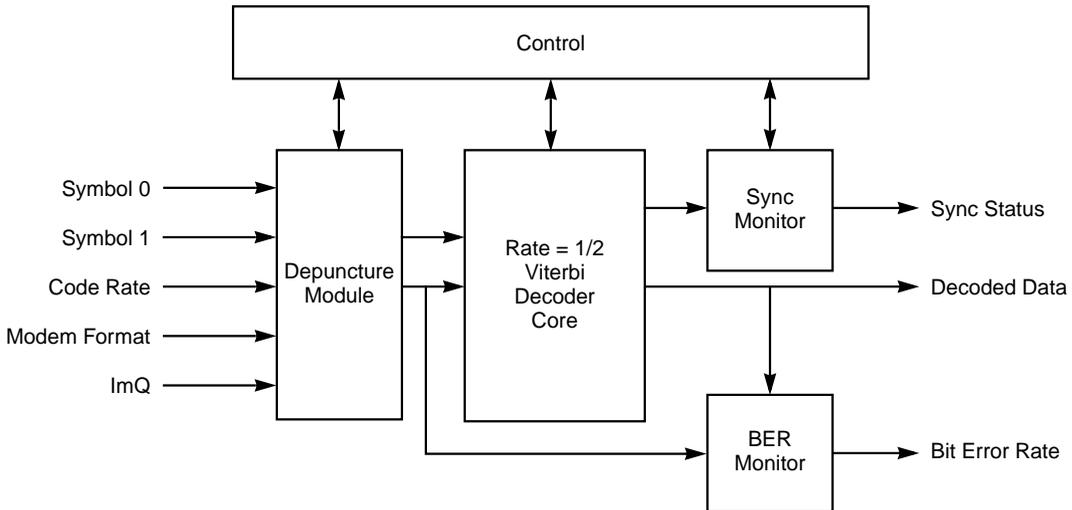 Control
Symbol 0
Symbol 1
Code Rate
Modem Format
ImQ
Depuncture
Module
Rate = 1/2
Viterbi
Decoder
Core
Sync
Monitor
Sync Status
Decoded Data
BER
Monitor
Bit Error Rate